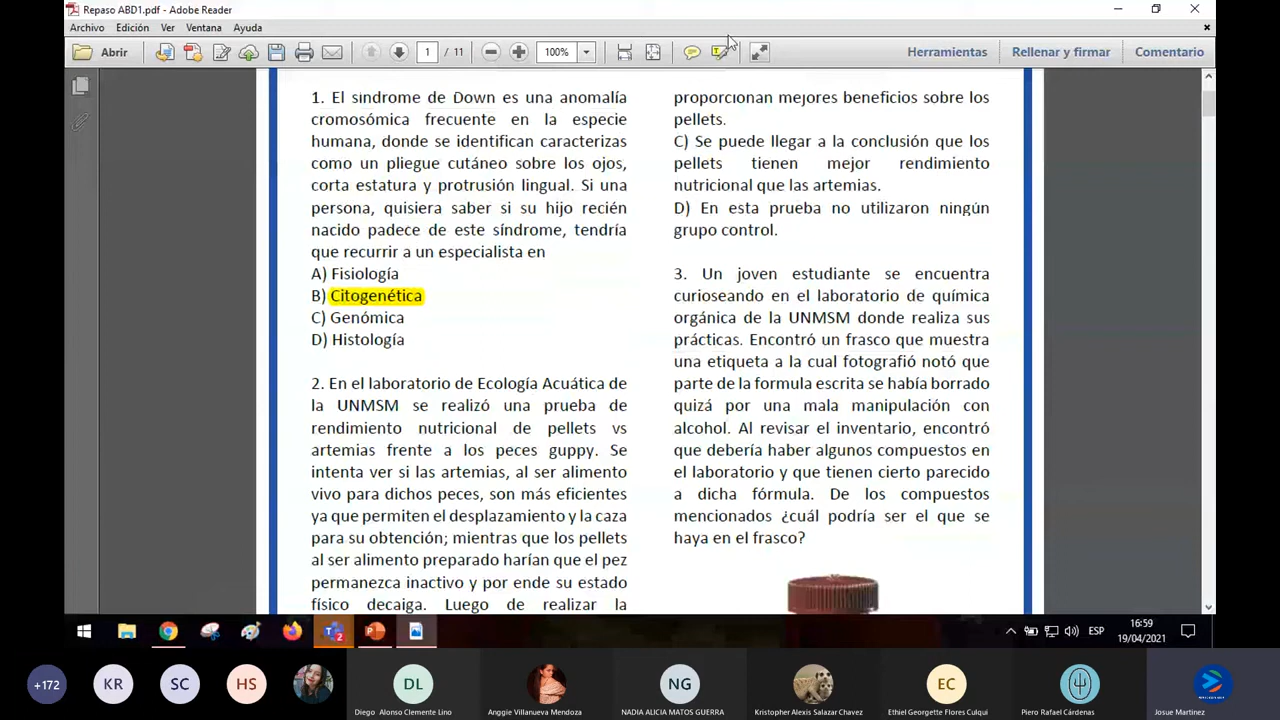 Repaso ABD1.pdf - Adobe Reader
Archivo Edición Ver Ventana Ayuda
Abrir
1 / 11
100%
Herramientas Rellenar y firmar Comentario
1. El síndrome de Down es una anomalía
cromosómica frecuente en la especie
humana, donde se identifican caracterizas
como un pliegue cutáneo sobre los ojos,
corta estatura y protrusión lingual. Si una
persona, quisiera saber si su hijo recién
nacido padece de este síndrome, tendría
que recurrir a un especialista en
A) Fisiología
B) Citogenética
C) Genómica
D) Histología
2. En el laboratorio de Ecología Acuática de
la UNMSM se realizó una prueba de
rendimiento nutricional de pellets vs
artemias frente a los peces guppy. Se
intenta ver si las artemias, al ser alimento
vivo para dichos peces, son más eficientes
ya que permiten el desplazamiento y la caza
para su obtención; mientras que los pellets
al ser alimento preparado harían que el pez
permanezca inactivo y por ende su estado
físico decaiga. Luego de realizar la
proporcionan mejores beneficios sobre los
pellets.
C) Se puede llegar a la conclusión que los
pellets tienen mejor rendimiento
nutricional que las artemias.
D) En esta prueba no utilizaron ningún
grupo control.
3. Un joven estudiante se encuentra
curioseando en el laboratorio de química
orgánica de la UNMSM donde realiza sus
prácticas. Encontró un frasco que muestra
una etiqueta a la cual fotografió notó que
parte de la formula escrita se había borrado
quizá por una mala manipulación con
alcohol. Al revisar el inventario, encontró
que debería haber algunos compuestos en
el laboratorio y que tienen cierto parecido
a dicha fórmula. De los compuestos
mencionados ¿cuál podría ser el que se
haya en el frasco?
2
ESP
16:59
19/04/2021
+172
KR
SC
HS
DL
NG
EC
Diego Alonso Clemente Lino
Anggie Villanueva Mendoza
NADIA ALICIA MATOS GUERRA
Kristopher Alexis Salazar Chavez
Ethiel Georgette Flores Culqui
Piero Rafael Cárdenas
Josue Martinez